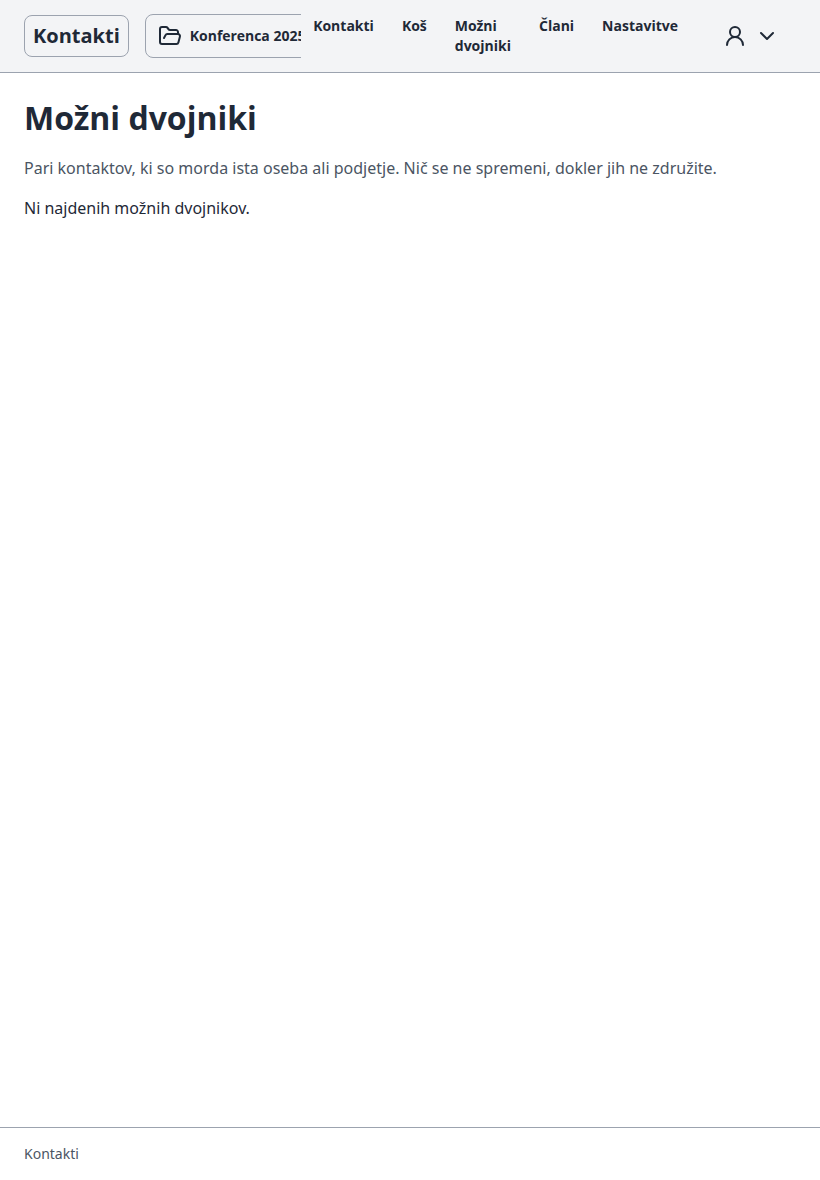 Kontakti
Konferenca 2025
Kontakti
Koš
Možni
dvojniki
Člani
Nastavitve
Možni dvojniki
Pari kontaktov, ki so morda ista oseba ali podjetje. Nič se ne spremeni, dokler jih ne združite.
Ni najdenih možnih dvojnikov.
Kontakti